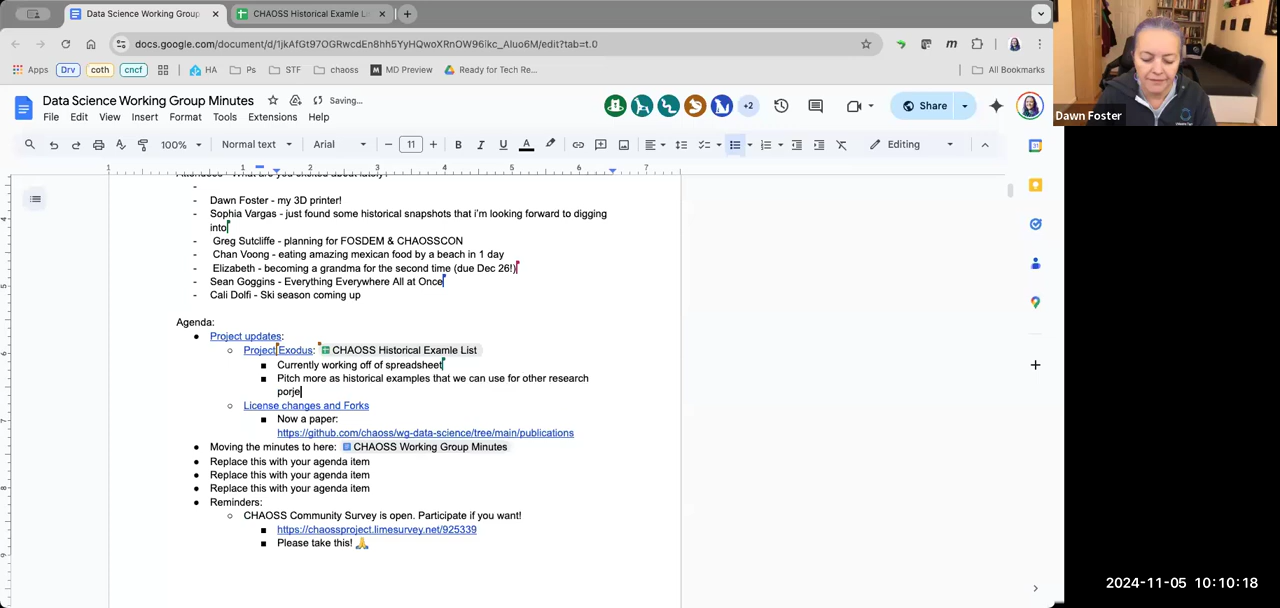 Data Science Working Group
CHAOSS Historical Examle Li
docs.google.com/document/d/1jkAfGt97OGRwcdEn8hh5YyHQwoXRnOW96ikc_Aluo6M/edit?tab=t.0
Apps
Drv
coth
cncf
HA
Ps
STF
chaoss
MD Preview
Ready for Tech Re...
All Bookmarks
Data Science Working Group Minutes
Saving...
File Edit View Insert Format Tools Extensions Help
+2
Share
100%
Normal text
Arial
11
Editing
- Dawn Foster - my 3D printer!
- Sophia Vargas - just found some historical snapshots that i'm looking forward to digging
into
- Greg Sutcliffe - planning for FOSDEM & CHAOSSCON
- Chan Voong - eating amazing mexican food by a beach in 1 day
- Elizabeth - becoming a grandma for the second time (due Dec 26!)
- Sean Goggins - Everything Everywhere All at Once
- Cali Dolfi - Ski season coming up
Agenda:
Project updates:
Project Exodus: CHAOSS Historical Examle List
Currently working off of spreadsheet
Pitch more as historical examples that we can use for other research
porje
License changes and Forks
Now a paper:
https://github.com/chaoss/wg-data-science/tree/main/publications
Moving the minutes to here: CHAOSS Working Group Minutes
Replace this with your agenda item
Replace this with your agenda item
Replace this with your agenda item
Reminders:
CHAOSS Community Survey is open. Participate if you want!
https://chaossproject.limesurvey.net/925339
Please take this! 🙏
Dawn Foster
2024-11-05 10:10:18